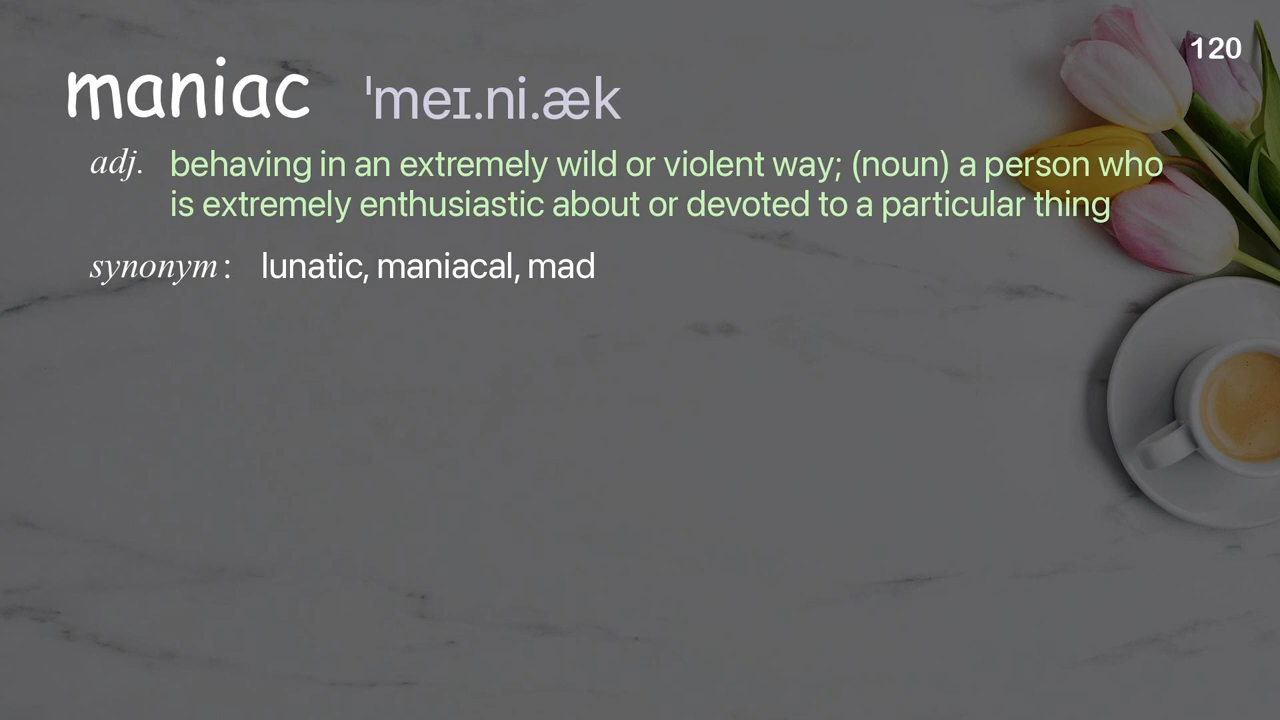 120
maniac ˈmeɪ.ni.æk
adj. behaving in an extremely wild or violent way; (noun) a person who
is extremely enthusiastic about or devoted to a particular thing
synonym : lunatic, maniacal, mad